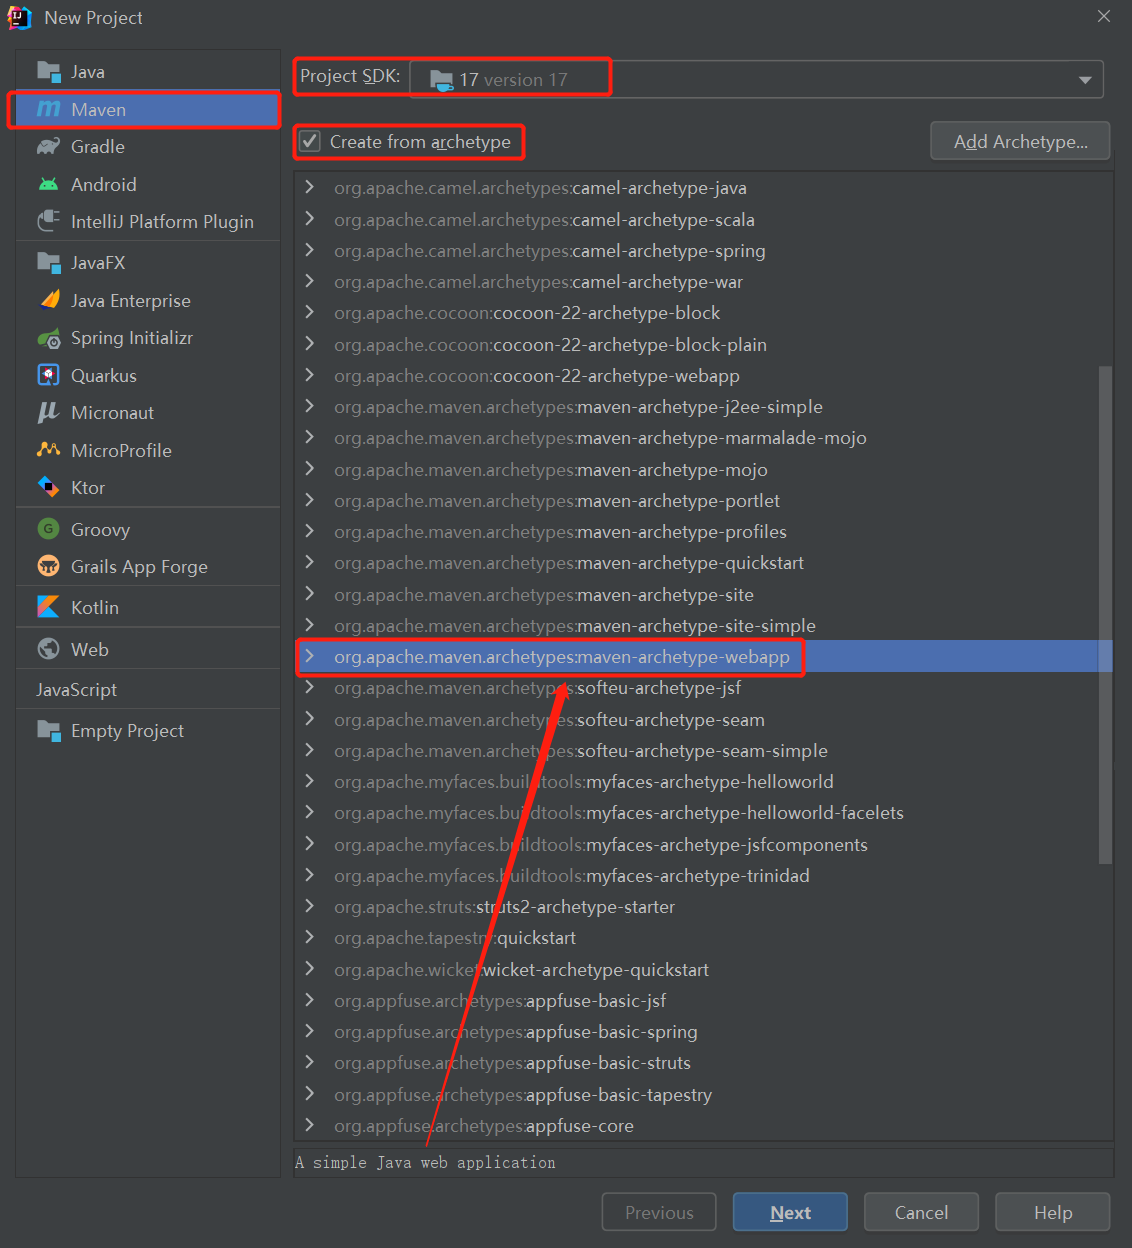 New Project
Java
Maven
Gradle
Android
IntelliJ Platform Plugin
JavaFX
Java Enterprise
Spring Initializr
Quarkus
Micronaut
MicroProfile
Ktor
Groovy
Grails App Forge
Kotlin
Web
JavaScript
Empty Project
Project SDK: 17 version 17
Create from archetype
Add Archetype...
org.apache.camel.archetypes:camel-archetype-java
org.apache.camel.archetypes:camel-archetype-scala
org.apache.camel.archetypes:camel-archetype-spring
org.apache.camel.archetypes:camel-archetype-war
org.apache.cocoon:cocoon-22-archetype-block
org.apache.cocoon:cocoon-22-archetype-block-plain
org.apache.cocoon:cocoon-22-archetype-webapp
org.apache.maven.archetypes:maven-archetype-j2ee-simple
org.apache.maven.archetypes:maven-archetype-marmalade-mojo
org.apache.maven.archetypes:maven-archetype-mojo
org.apache.maven.archetypes:maven-archetype-portlet
org.apache.maven.archetypes:maven-archetype-profiles
org.apache.maven.archetypes:maven-archetype-quickstart
org.apache.maven.archetypes:maven-archetype-site
org.apache.maven.archetypes:maven-archetype-site-simple
org.apache.maven.archetypes:maven-archetype-webapp
org.apache.maven.archetypes:softeu-archetype-jsf
org.apache.maven.archetypes:softeu-archetype-seam
org.apache.maven.archetypes:softeu-archetype-seam-simple
org.apache.myfaces.buildtools:myfaces-archetype-helloworld
org.apache.myfaces.buildtools:myfaces-archetype-helloworld-facelets
org.apache.myfaces.buildtools:myfaces-archetype-jsfcomponents
org.apache.myfaces.buildtools:myfaces-archetype-trinidad
org.apache.struts:struts2-archetype-starter
org.apache.tapestry:quickstart
org.apache.wicket:wicket-archetype-quickstart
org.appfuse.archetypes:appfuse-basic-jsf
org.appfuse.archetypes:appfuse-basic-spring
org.appfuse.archetypes:appfuse-basic-struts
org.appfuse.archetypes:appfuse-basic-tapestry
org.appfuse.archetypes:appfuse-core
A simple Java web application
Previous
Next
Cancel
Help